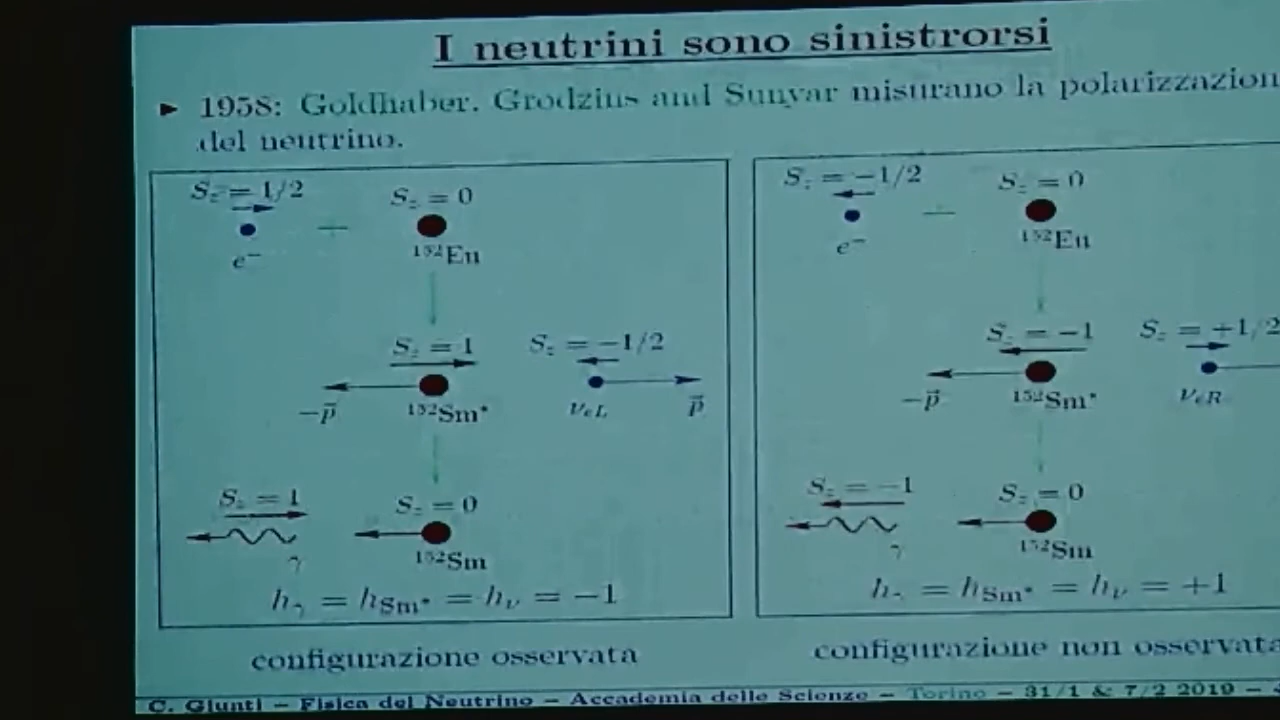 I neutrini sono sinistrorsi
► 1958: Goldhaber, Grodzins and Sunyar misurano la polarizzazion
del neutrino.
S_z = 1/2 S_z = 0
e⁻ + ¹⁵²Eu
S_z = 1 S_z = −1/2
−p⃗ ¹⁵²Sm* ν_eL p⃗
S_z = 1 S_z = 0
γ ¹⁵²Sm
h_γ = h_Sm* = h_ν = −1
configurazione osservata
S_z = −1/2 S_z = 0
e⁻ + ¹⁵²Eu
S_z = −1 S_z = +1/2
−p⃗ ¹⁵²Sm* ν_eR
S_z = −1 S_z = 0
γ ¹⁵²Sm
h_γ = h_Sm* = h_ν = +1
configurazione non osservata
C. Giunti − Fisica del Neutrino − Accademia delle Scienze − Torino − 31/1 & 7/2 2019 −